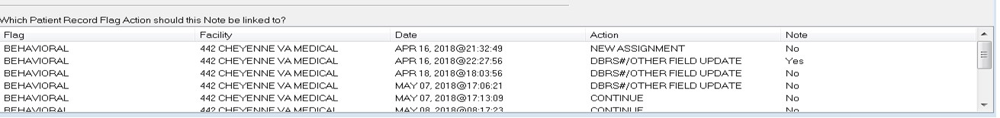 Which Patient Record Flag Action should this Note be linked to?
Flag Facility Date Action Note
BEHAVIORAL 442 CHEYENNE VA MEDICAL APR 16, 2018@21:32:49 NEW ASSIGNMENT No
BEHAVIORAL 442 CHEYENNE VA MEDICAL APR 16, 2018@22:27:56 DBRS#/OTHER FIELD UPDATE Yes
BEHAVIORAL 442 CHEYENNE VA MEDICAL APR 18, 2018@18:03:56 DBRS#/OTHER FIELD UPDATE No
BEHAVIORAL 442 CHEYENNE VA MEDICAL MAY 07, 2018@17:06:21 DBRS#/OTHER FIELD UPDATE No
BEHAVIORAL 442 CHEYENNE VA MEDICAL MAY 07, 2018@17:13:09 CONTINUE No
BEHAVIORAL 442 CHEYENNE VA MEDICAL MAY 08, 2018@08:17:23 CONTINUE No